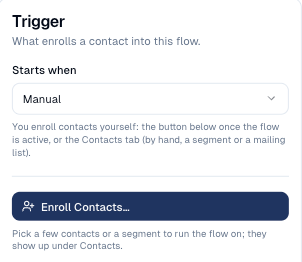 Trigger
What enrolls a contact into this flow.
Starts when
Manual
You enroll contacts yourself: the button below once the flow
is active, or the Contacts tab (by hand, a segment or a mailing
list).
Enroll Contacts...
Pick a few contacts or a segment to run the flow on; they
show up under Contacts.